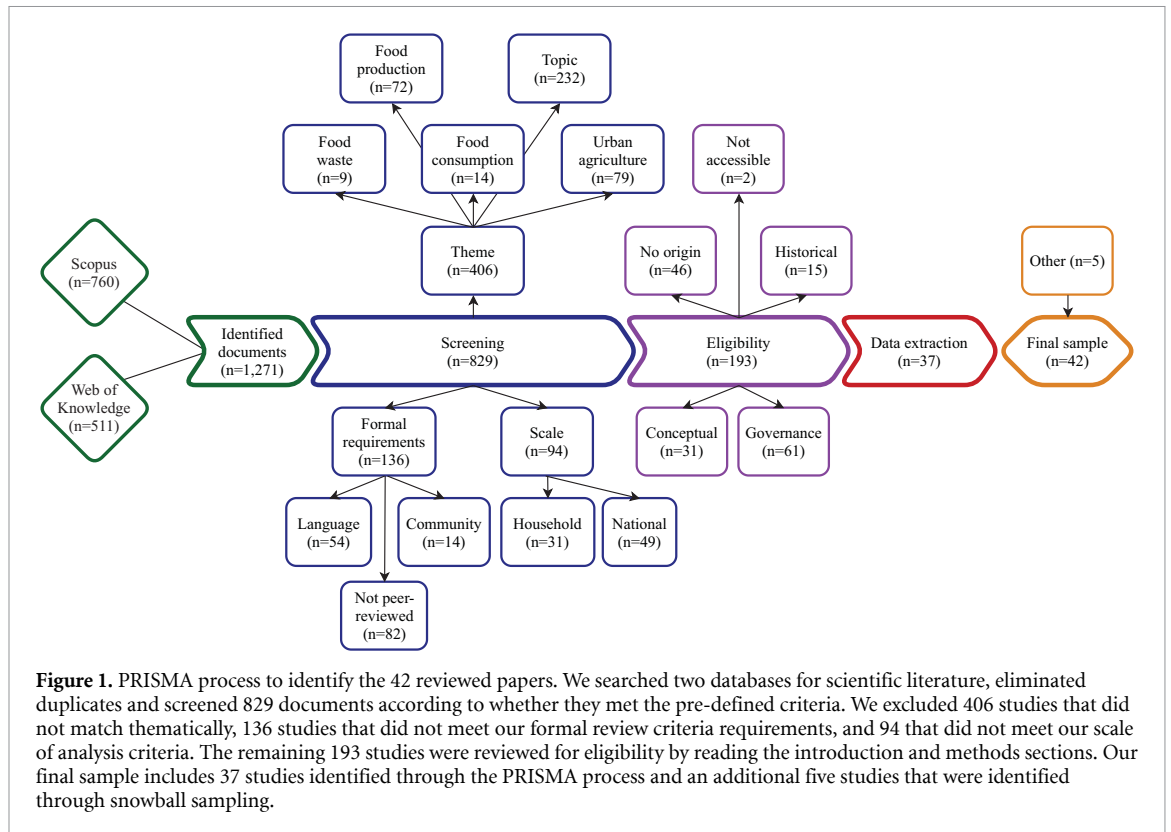 Food
production
(n=72)
Topic
(n=232)
Food
waste
(n=9)
Food
consumption
(n=14)
Urban
agriculture
(n=79)
Not
accessible
(n=2)
Scopus
(n=760)
Theme
(n=406)
No origin
(n=46)
Historical
(n=15)
Other (n=5)
Identified
documents
(n=1,271)
Screening
(n=829)
Eligibility
(n=193)
Data extraction
(n=37)
Final sample
(n=42)
Web of
Knowledge
(n=511)
Formal
requirements
(n=136)
Scale
(n=94)
Conceptual
(n=31)
Governance
(n=61)
Language
(n=54)
Community
(n=14)
Household
(n=31)
National
(n=49)
Not peer-
reviewed
(n=82)
Figure 1. PRISMA process to identify the 42 reviewed papers. We searched two databases for scientific literature, eliminated
duplicates and screened 829 documents according to whether they met the pre-defined criteria. We excluded 406 studies that did
not match thematically, 136 studies that did not meet our formal review criteria requirements, and 94 that did not meet our scale
of analysis criteria. The remaining 193 studies were reviewed for eligibility by reading the introduction and methods sections. Our
final sample includes 37 studies identified through the PRISMA process and an additional five studies that were identified
through snowball sampling.